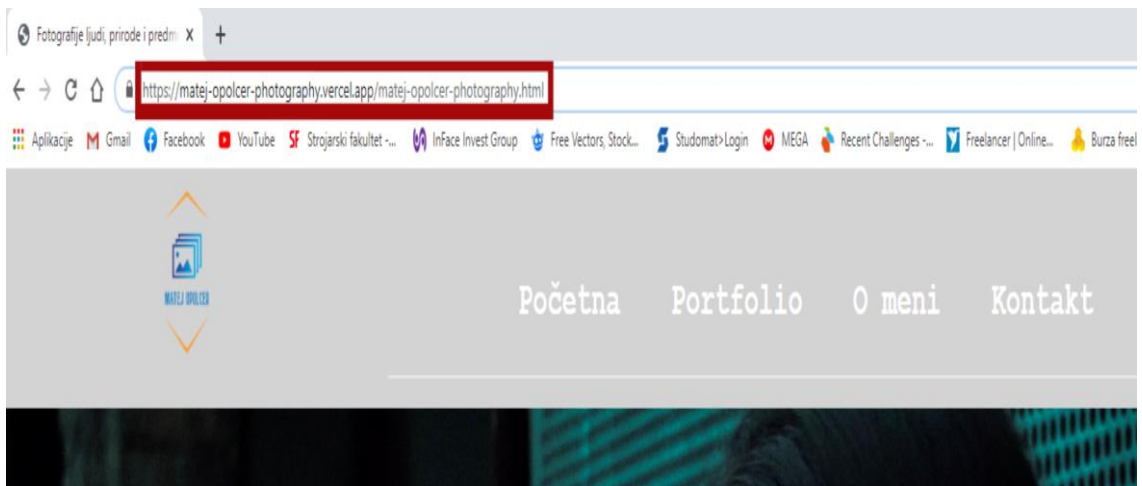 Fotografije ljudi, prirode i predm
https://matej-opolcer-photography.vercel.app/matej-opolcer-photography.html
Aplikacije Gmail Facebook YouTube Strojarski fakultet -... InFace Invest Group Free Vectors, Stock... Studomat>Login MEGA Recent Challenges -... Freelancer | Online... Burza freel
MATEJ OPOLCER
Početna Portfolio O meni Kontakt